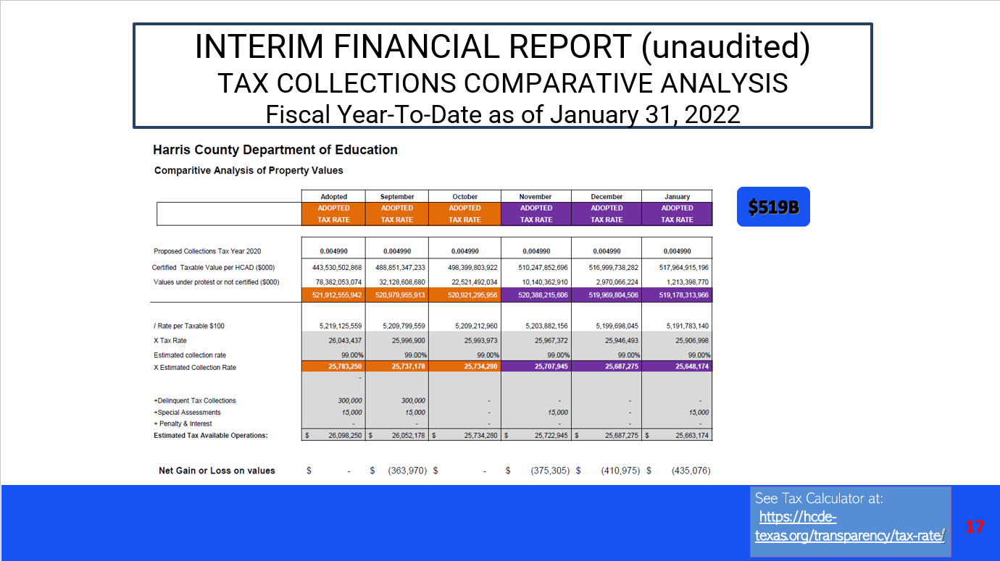 INTERIM FINANCIAL REPORT (unaudited)
TAX COLLECTIONS COMPARATIVE ANALYSIS
Fiscal Year-To-Date as of January 31, 2022
Harris County Department of Education
Comparitive Analysis of Property Values
$519B
Adopted September October November December January
ADOPTED ADOPTED ADOPTED ADOPTED ADOPTED ADOPTED
TAX RATE TAX RATE TAX RATE TAX RATE TAX RATE TAX RATE
Proposed Collections Tax Year 2020 0.004990 0.004990 0.004990 0.004990 0.004990 0.004990
Certified Taxable Value per HCAD ($000) 443,530,502,868 488,851,347,233 498,399,803,922 510,247,852,696 516,999,738,282 517,964,915,196
Values under protest or not certified ($000) 78,382,053,074 32,128,608,680 22,521,492,034 10,140,362,910 2,970,066,224 1,213,398,770
521,912,555,942 520,979,955,913 520,921,295,956 520,388,215,606 519,969,804,506 519,178,313,966
/ Rate per Taxable $100 5,219,125,559 5,209,799,559 5,209,212,960 5,203,882,156 5,199,698,045 5,191,783,140
X Tax Rate 26,043,437 25,996,900 25,993,973 25,967,372 25,946,493 25,906,998
Estimated collection rate 99.00% 99.00% 99.00% 99.00% 99.00% 99.00%
X Estimated Collection Rate 25,783,250 25,737,178 25,734,280 25,707,945 25,687,275 25,648,174
-
+Delinquent Tax Collections 300,000 300,000 - - - -
+Special Assessments 15,000 15,000 - 15,000 - 15,000
+ Penalty & Interest - - - - - -
Estimated Tax Available Operations: $ 26,098,250 $ 26,052,178 $ 25,734,280 $ 25,722,945 $ 25,687,275 $ 25,663,174
Net Gain or Loss on values $ - $ (363,970) $ - $ (375,305) $ (410,975) $ (435,076)
See Tax Calculator at:
https://hcde-
texas.org/transparency/tax-rate/
17